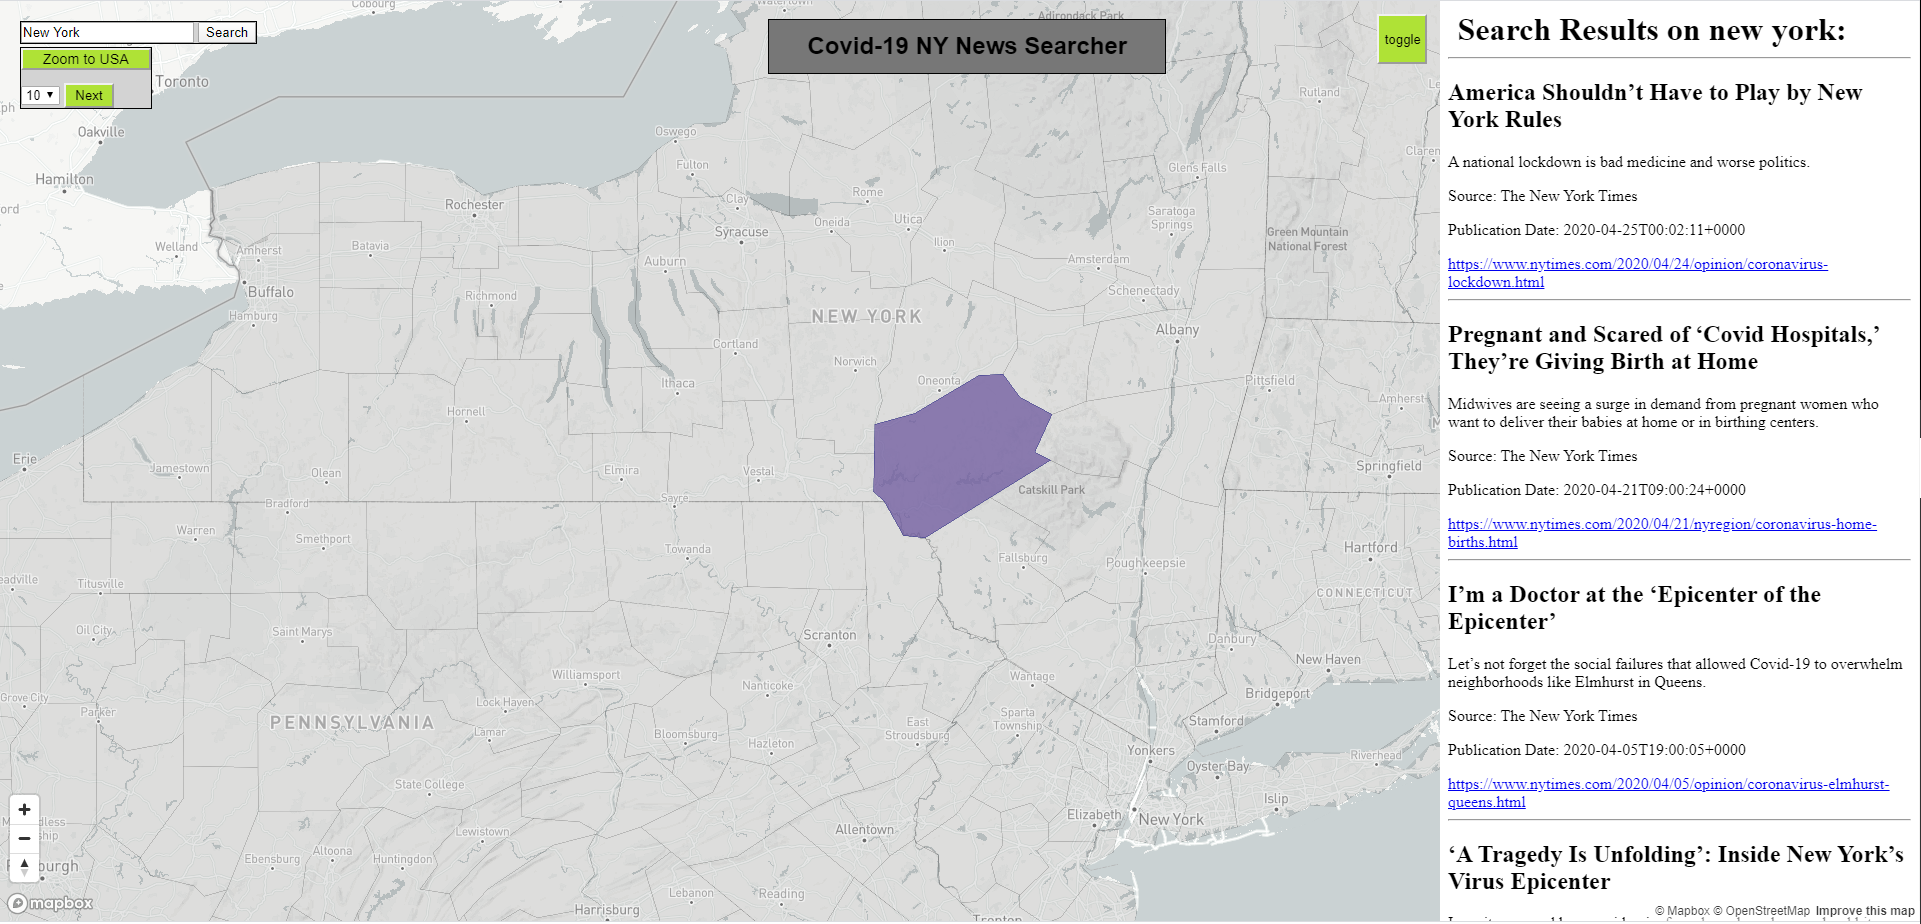 New York
Search
Zoom to USA
10
Next
Covid-19 NY News Searcher
toggle
Cobourg
Watertown
Adirondack Park
Toronto
Oakville
Hamilton
Welland
Oswego
Fulton
Rutland
Glens Falls
Rome
Clay
Rochester
Oneida
Utica
Syracuse
Ilion
Saratoga
Springs
Green Mountain
National Forest
Amherst
Batavia
Auburn
Amsterdam
Buffalo
Richmond
Schenectady
Hamburg
NEW YORK
Albany
Cortland
Norwich
Ithaca
Oneonta
Pittsfield
Amherst
Hornell
Erie
Jamestown
Olean
Elmira
Vestal
Springfield
Catskill Park
Bradford
Sayre
Warren
Smethport
Towanda
Fallsburg
Poughkeepsie
Hartford
Titusville
CONNECTICUT
Oil City
Saint Marys
Scranton
Danbury
New Haven
Williamsport
Nanticoke
Wantage
Bridgeport
Grove City
Parker
PENNSYLVANIA
Lock Haven
Lamar
Bloomsburg
Hazleton
East
Stroudsburg
Sparta
Township
Stamford
Yonkers
Oyster Bay
Riverhead
State College
Islip
Elizabeth
New York
Lewistown
Allentown
Ebensburg
Altoona
Huntingdon
Lebanon
Reading
Harrisburg
Trenton
mapbox
Search Results on new york:
America Shouldn’t Have to Play by New
York Rules
A national lockdown is bad medicine and worse politics.
Source: The New York Times
Publication Date: 2020-04-25T00:02:11+0000
https://www.nytimes.com/2020/04/24/opinion/coronavirus-
lockdown.html
Pregnant and Scared of ‘Covid Hospitals,’
They’re Giving Birth at Home
Midwives are seeing a surge in demand from pregnant women who
want to deliver their babies at home or in birthing centers.
Source: The New York Times
Publication Date: 2020-04-21T09:00:24+0000
https://www.nytimes.com/2020/04/21/nyregion/coronavirus-home-
births.html
I’m a Doctor at the ‘Epicenter of the
Epicenter’
Let’s not forget the social failures that allowed Covid-19 to overwhelm
neighborhoods like Elmhurst in Queens.
Source: The New York Times
Publication Date: 2020-04-05T19:00:05+0000
https://www.nytimes.com/2020/04/05/opinion/coronavirus-elmhurst-
queens.html
‘A Tragedy Is Unfolding’: Inside New York’s
Virus Epicenter
© Mapbox © OpenStreetMap Improve this map